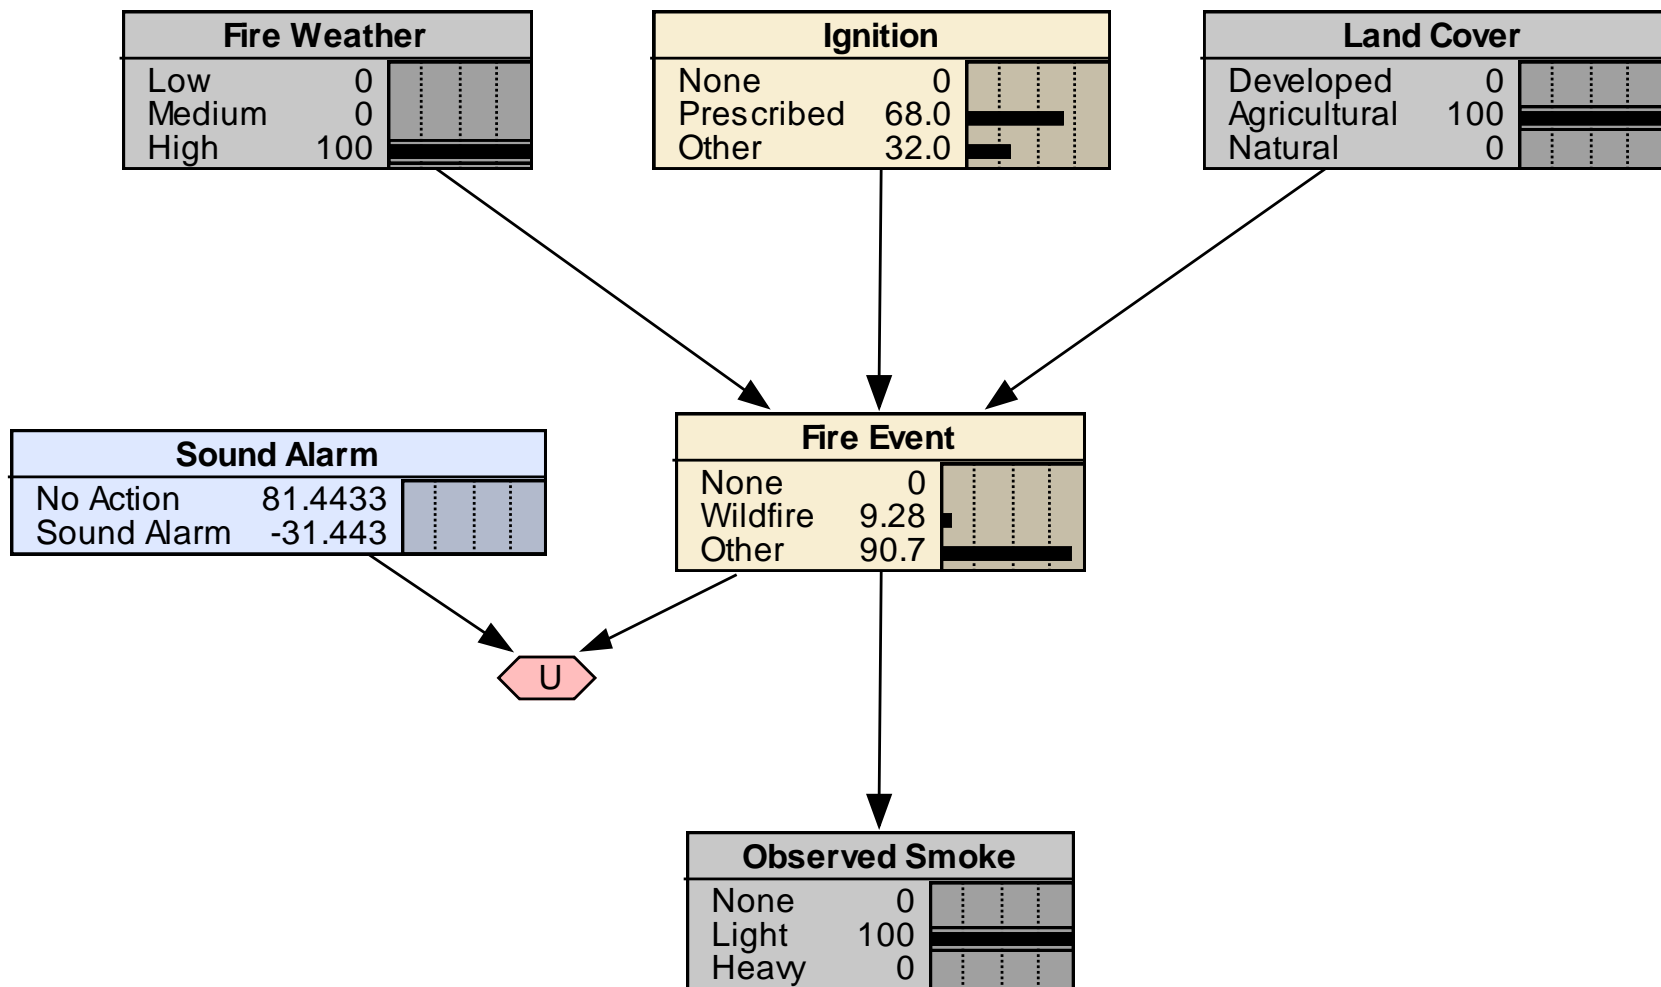 Fire Weather
Low 0
Medium 0
High 100
Ignition
None 0
Prescribed 68.0
Other 32.0
Land Cover
Developed 0
Agricultural 100
Natural 0
Sound Alarm
No Action 81.4433
Sound Alarm -31.443
Fire Event
None 0
Wildfire 9.28
Other 90.7
U
Observed Smoke
None 0
Light 100
Heavy 0